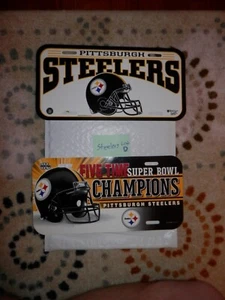 PITTSBURGH
STEELERS
FIVE TIME SUPER BOWL
CHAMPIONS
PITTSBURGH STEELERS